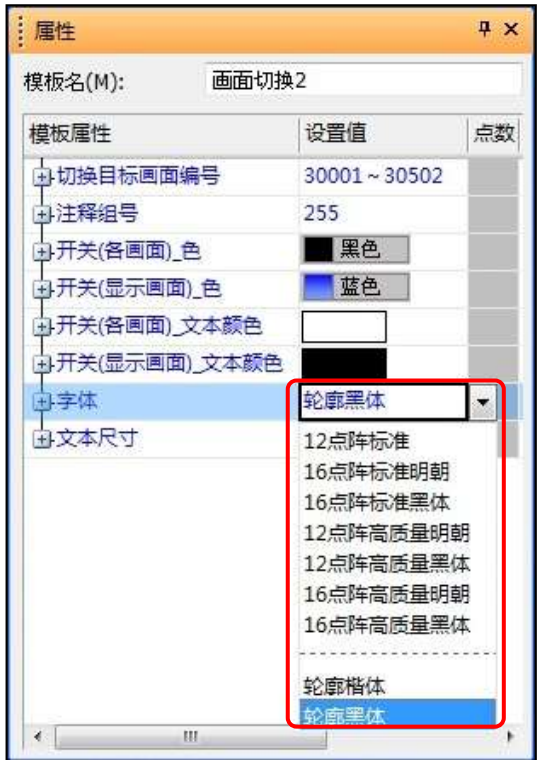 属性
模板名(M): 画面切换2
模板属性 设置值 点数
切换目标画面编号 30001～30502
注释组号 255
开关(各画面)_色 黑色
开关(显示画面)_色 蓝色
开关(各画面)_文本颜色
开关(显示画面)_文本颜色
字体 轮廓黑体
文本尺寸
12点阵标准
16点阵标准明朝
16点阵标准黑体
12点阵高质量明朝
12点阵高质量黑体
16点阵高质量明朝
16点阵高质量黑体
轮廓楷体
轮廓黑体